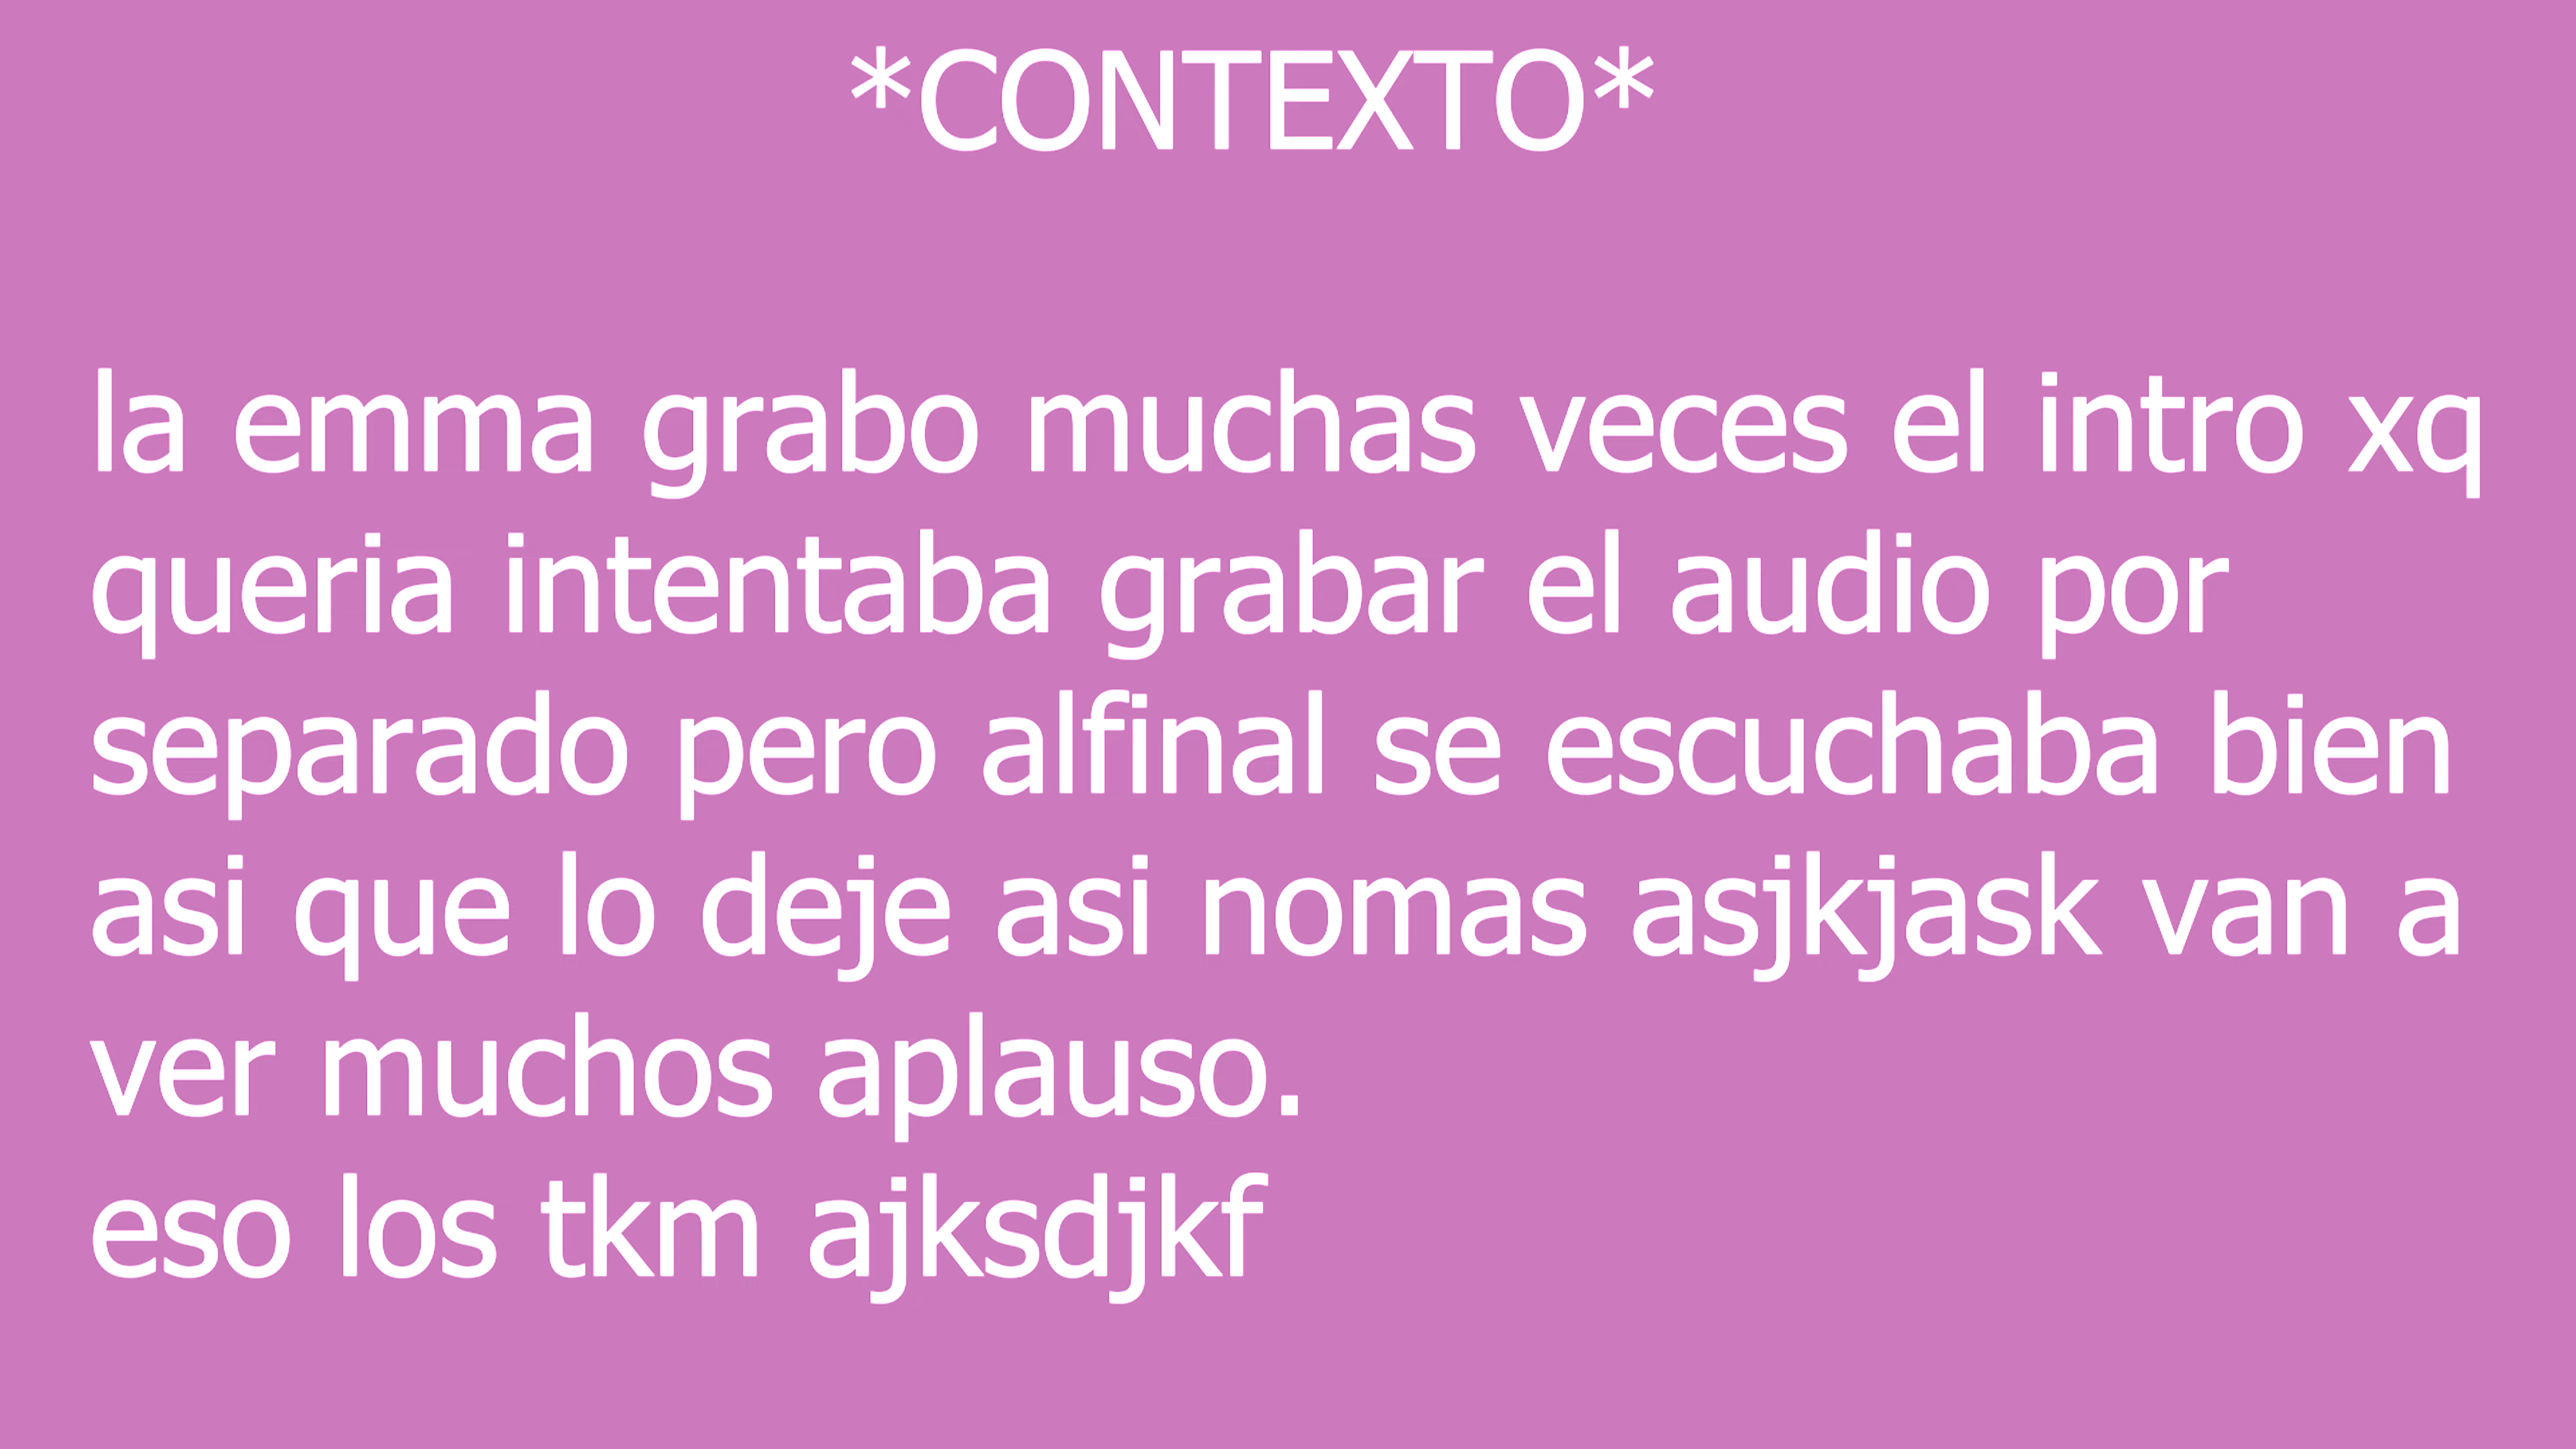 *CONTEXTO*
la emma grabo muchas veces el intro xq
queria intentaba grabar el audio por
separado pero alfinal se escuchaba bien
asi que lo deje asi nomas asjkjask van a
ver muchos aplauso.
eso los tkm ajksdjkf